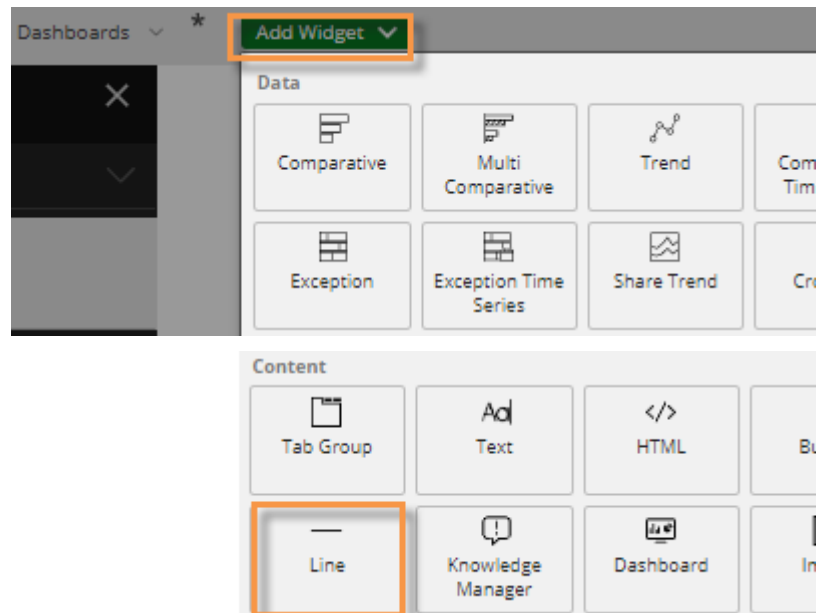 Dashboards * Add Widget
Data
Comparative
Multi
Comparative
Trend
Exception
Exception Time
Series
Share Trend
Content
Tab Group
Aa
Text
</>
HTML
Line
Knowledge
Manager
Dashboard